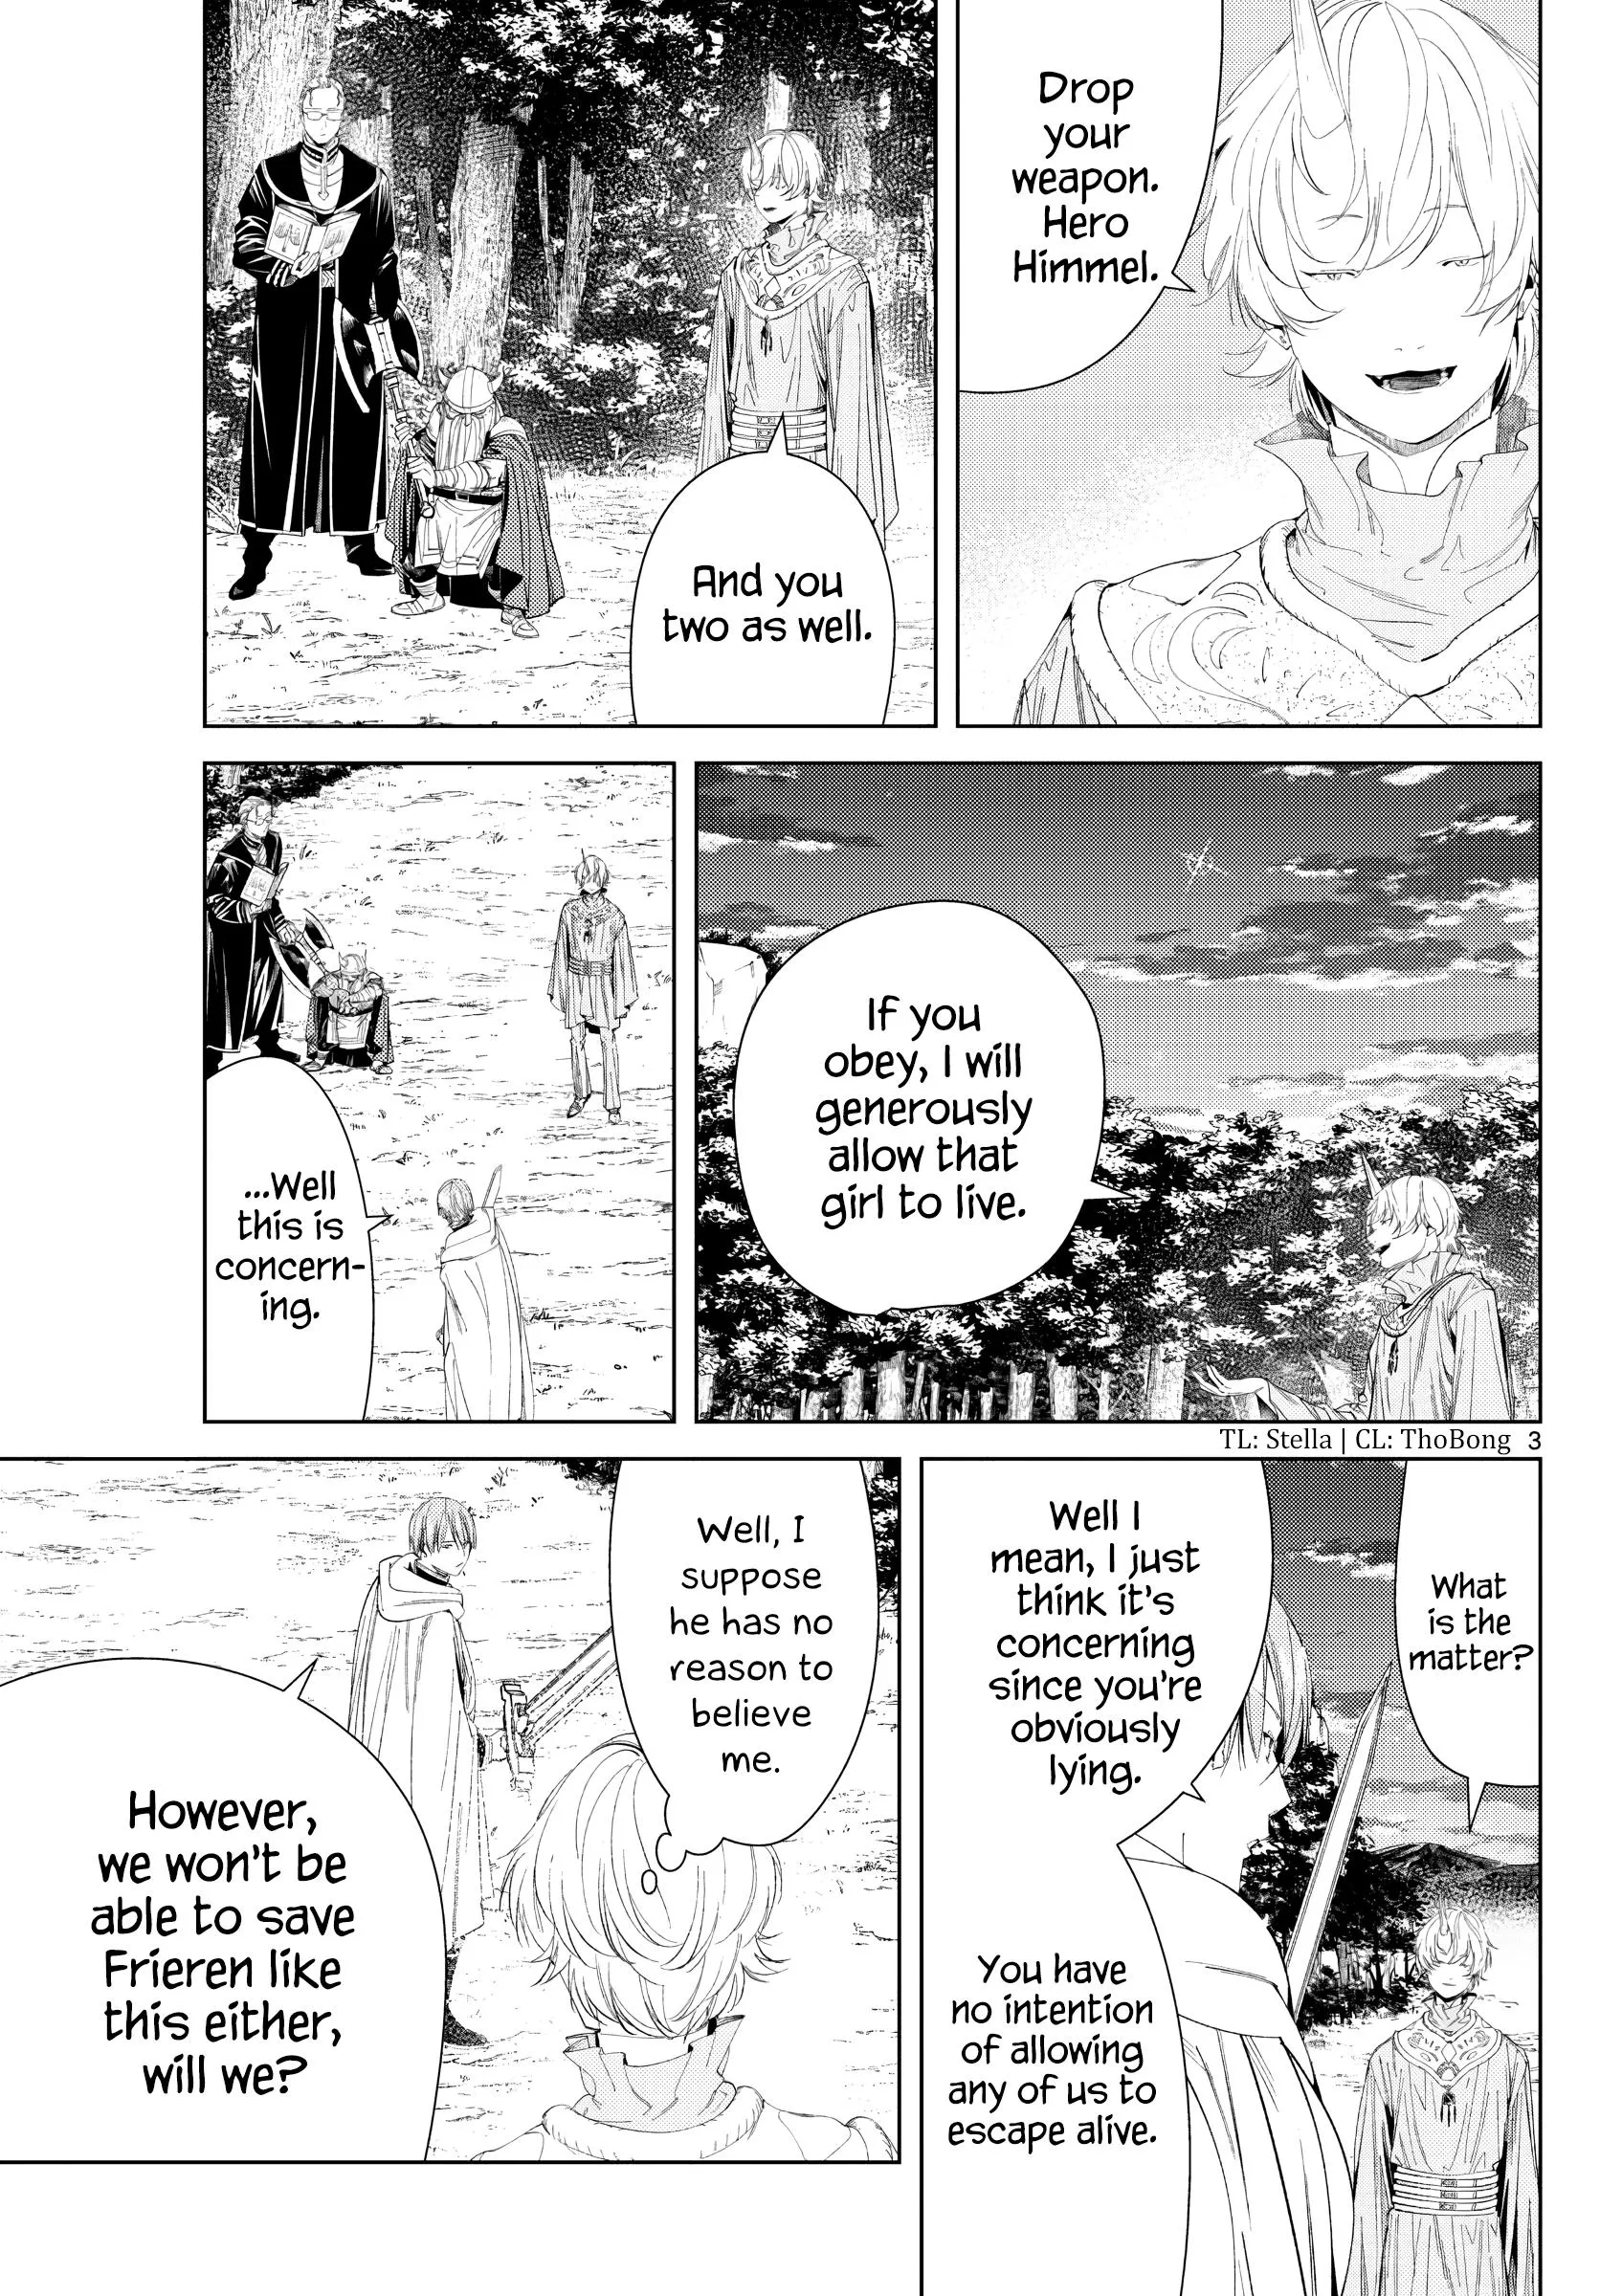 Drop
your
weapon.
Hero
Himmel.
And you
two as well.
If you
obey, I will
generously
allow that
girl to live.
...Well
this is
concern-
ing.
TL: Stella | CL: ThoBong 3
What
is the
matter?
Well I
mean, I just
think it's
concerning
since you're
obviously
lying.
You have
no intention
of allowing
any of us to
escape alive.
Well, I
suppose
he has no
reason to
believe
me.
However,
we won't be
able to save
Frieren like
this either,
will we?